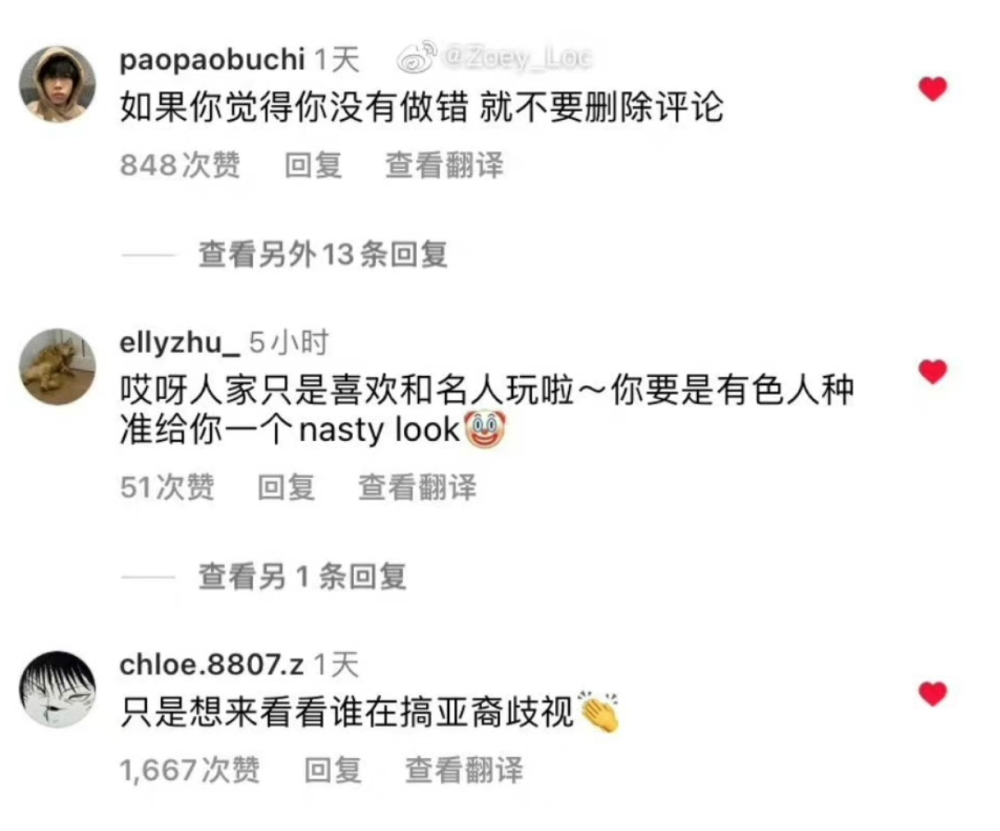 paopaobuchi 1天 @Zoey_Loc
如果你觉得你没有做错 就不要删除评论
848次赞 回复 查看翻译
查看另外13条回复
ellyzhu_ 5小时
哎呀人家只是喜欢和名人玩啦～你要是有色人种
准给你一个nasty look🤡
51次赞 回复 查看翻译
查看另 1 条回复
chloe.8807.z 1天
只是想来看看谁在搞亚裔歧视👏
1,667次赞 回复 查看翻译